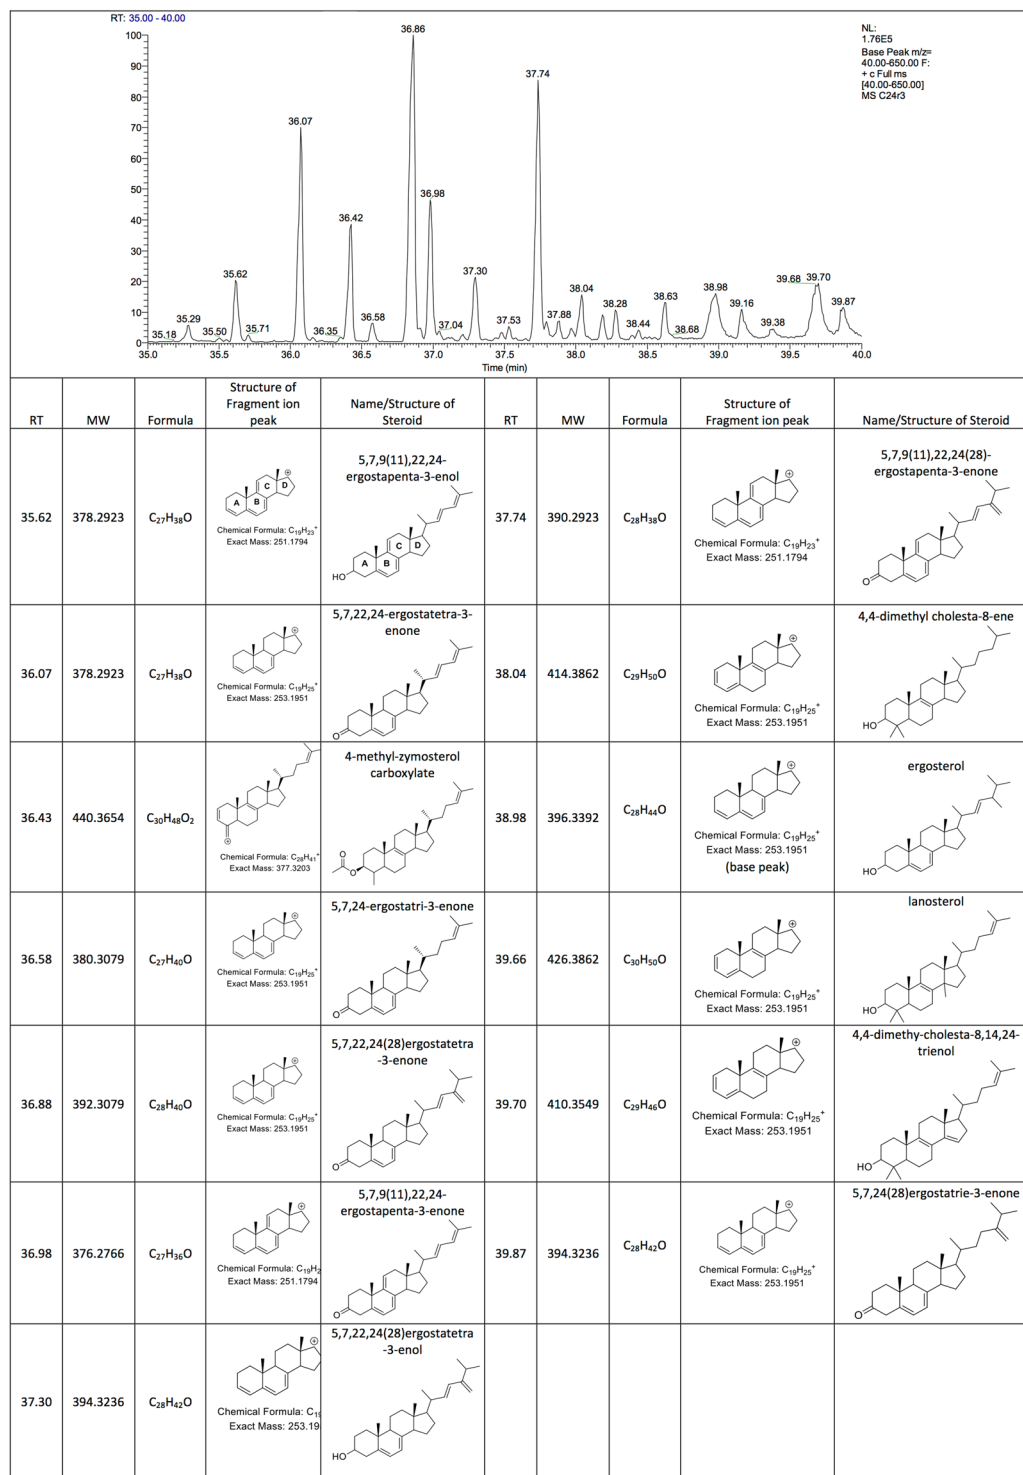 RT: 35.00 - 40.00
NL:
1.76E5
Base Peak m/z=
40.00-650.00 F:
+ c Full ms
[40.00-650.00]
MS C24r3
100
90
80
70
60
50
40
30
20
10
0
35.18
35.29
35.50
35.62
35.71
36.07
36.35
36.42
36.58
36.86
36.98
37.04
37.30
37.53
37.74
37.88
38.04
38.28
38.44
38.63
38.68
38.98
39.16
39.38
39.68
39.70
39.87
35.0 35.5 36.0 36.5 37.0 37.5 38.0 38.5 39.0 39.5 40.0
Time (min)
RT MW Formula Structure of Fragment ion peak Name/Structure of Steroid RT MW Formula Structure of Fragment ion peak Name/Structure of Steroid
35.62 378.2923 C27H38O
A B C D
Chemical Formula: C19H23+
Exact Mass: 251.1794
5,7,9(11),22,24-
ergostapenta-3-enol
A B C D
HO
37.74 390.2923 C28H38O
Chemical Formula: C19H23+
Exact Mass: 251.1794
5,7,9(11),22,24(28)-
ergostapenta-3-enone
O
36.07 378.2923 C27H38O
Chemical Formula: C19H25+
Exact Mass: 253.1951
5,7,22,24-ergostatetra-3-
enone
O
38.04 414.3862 C29H50O
Chemical Formula: C19H25+
Exact Mass: 253.1951
4,4-dimethyl cholesta-8-ene
HO
36.43 440.3654 C30H48O2
Chemical Formula: C28H41+
Exact Mass: 377.3203
4-methyl-zymosterol
carboxylate
O
O
38.98 396.3392 C28H44O
Chemical Formula: C19H25+
Exact Mass: 253.1951
(base peak)
ergosterol
HO
36.58 380.3079 C27H40O
Chemical Formula: C19H25+
Exact Mass: 253.1951
5,7,24-ergostatri-3-enone
O
39.66 426.3862 C30H50O
Chemical Formula: C19H25+
Exact Mass: 253.1951
lanosterol
HO
36.88 392.3079 C28H40O
Chemical Formula: C19H25+
Exact Mass: 253.1951
5,7,22,24(28)ergostatetra
-3-enone
O
39.70 410.3549 C29H46O
Chemical Formula: C19H25+
Exact Mass: 253.1951
4,4-dimethy-cholesta-8,14,24-
trienol
HO
36.98 376.2766 C27H36O
Chemical Formula: C19H2
Exact Mass: 251.1794
5,7,9(11),22,24-
ergostapenta-3-enone
O
39.87 394.3236 C28H42O
Chemical Formula: C19H25+
Exact Mass: 253.1951
5,7,24(28)ergostatrie-3-enone
O
37.30 394.3236 C28H42O
Chemical Formula: C19
Exact Mass: 253.19
5,7,22,24(28)ergostatetra
-3-enol
HO